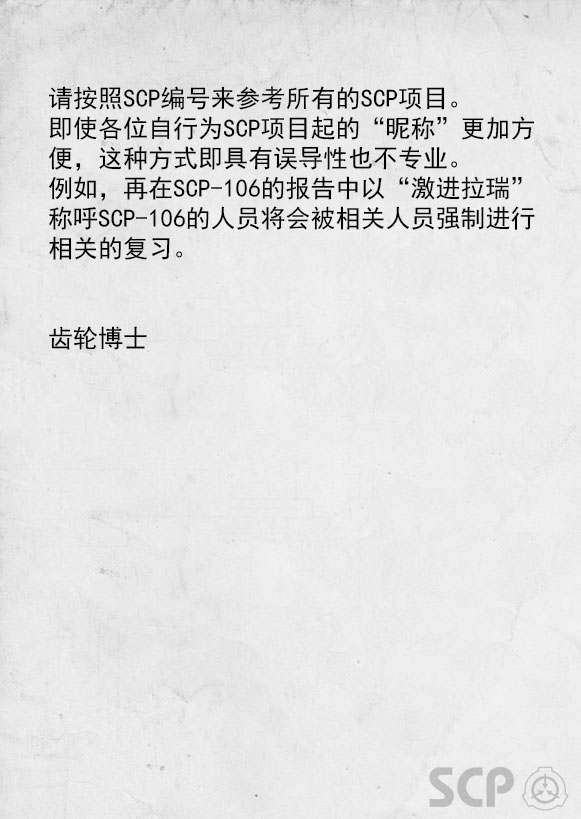 请按照SCP编号来参考所有的SCP项目。
即使各位自行为SCP项目起的“昵称”更加方
便，这种方式即具有误导性也不专业。
例如，再在SCP-106的报告中以“激进拉瑞”
称呼SCP-106的人员将会被相关人员强制进行
相关的复习。
齿轮博士
SCP